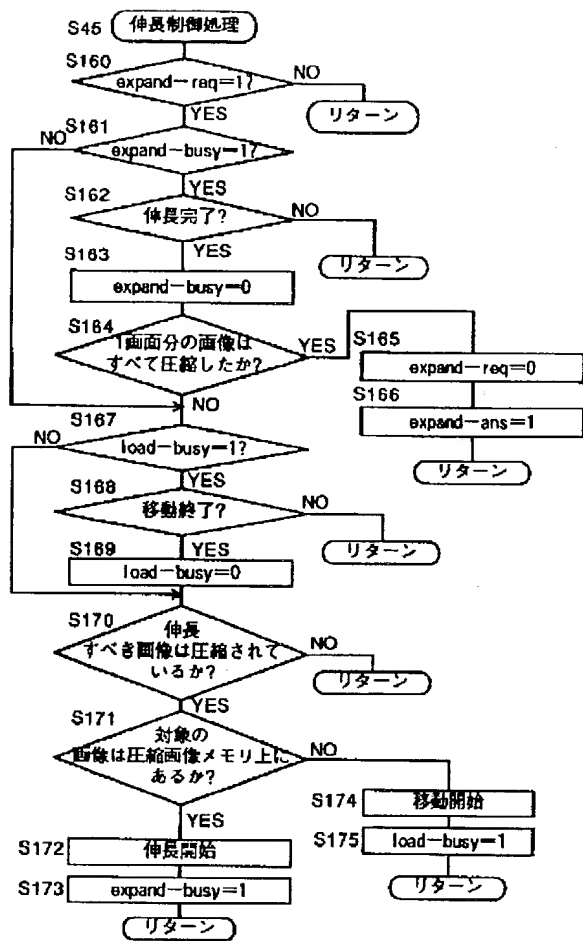 S45 伸長制御処理
S160
expand-req=1?
NO
リターン
YES
S161
NO
expand-busy=1?
YES
S162
伸長完了?
NO
リターン
YES
S163
expand-busy=0
S164
1画面分の画像は
すべて圧縮したか?
YES
S165
expand-req=0
S166
expand-ans=1
リターン
NO
S167
NO
load-busy=1?
YES
S168
移動終了?
NO
リターン
YES
S169
load-busy=0
S170
伸長
すべき画像は圧縮されて
いるか?
NO
リターン
YES
S171
対象の
画像は圧縮画像メモリ上に
あるか?
NO
S174 移動開始
S175 load-busy=1
リターン
YES
S172 伸長開始
S173 expand-busy=1
リターン